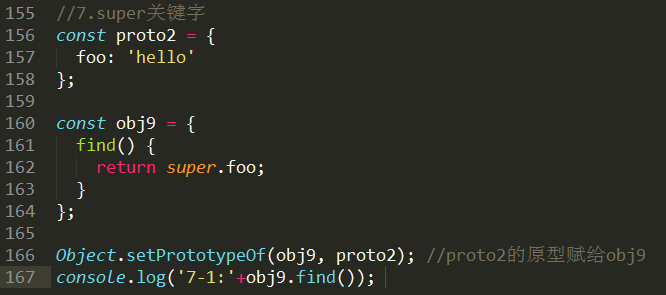 155 //7.super关键字
156 const proto2 = {
157   foo: 'hello'
158 };
159
160 const obj9 = {
161   find() {
162     return super.foo;
163   }
164 };
165
166 Object.setPrototypeOf(obj9, proto2); //proto2的原型赋给obj9
167 console.log('7-1:'+obj9.find());